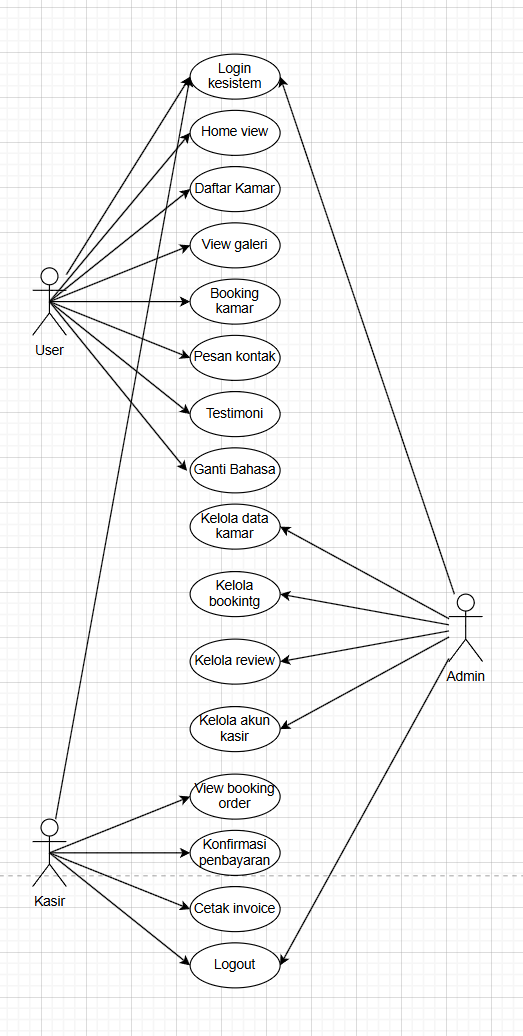 Login
kesistem
Home view
Daftar Kamar
View galeri
Booking
kamar
User
Pesan kontak
Testimoni
Ganti Bahasa
Kelola data
kamar
Kelola
bookintg
Kelola review
Admin
Kelola akun
kasir
View booking
order
Konfirmasi
penbayaran
Kasir
Cetak invoice
Logout